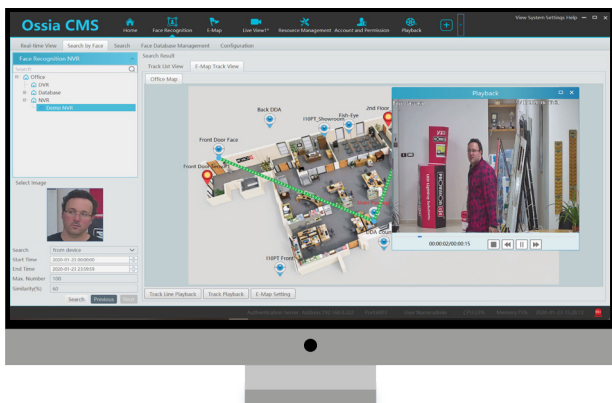 Ossia CMS
Home
Face Recognition
E-Map
Live View1*
Resource Management
Account and Permission
Playback
View System Settings Help
Real-time View
Search by Face
Search
Face Database Management
Configuration
Face Recognition NVR
Search
Office
DVR
Database
NVR
Demo NVR
Search Result
Track List View
E-Map Track View
Office Map
Back DDA
I18PT_Showroom
Fish-Eye
2nd Floor
Front Door Face
I18PT Front
Playback
00:00:02/00:00:15
Select Image
Search
from device
Start Time
2020-01-21 00:00:00
End Time
2020-01-22 23:59:59
Max. Number
100
Similarity(%)
60
Search
Previous
Track Line Playback
Track Playback
E-Map Setting